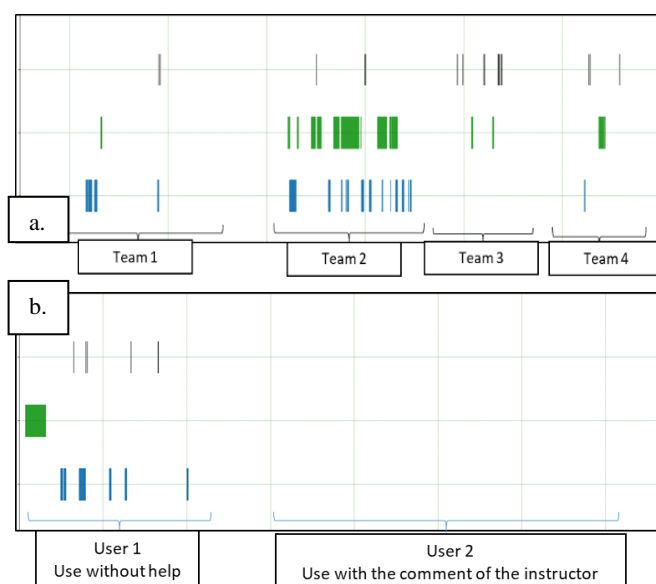 a.
Team 1
Team 2
Team 3
Team 4
b.
User 1
Use without help
User 2
Use with the comment of the instructor